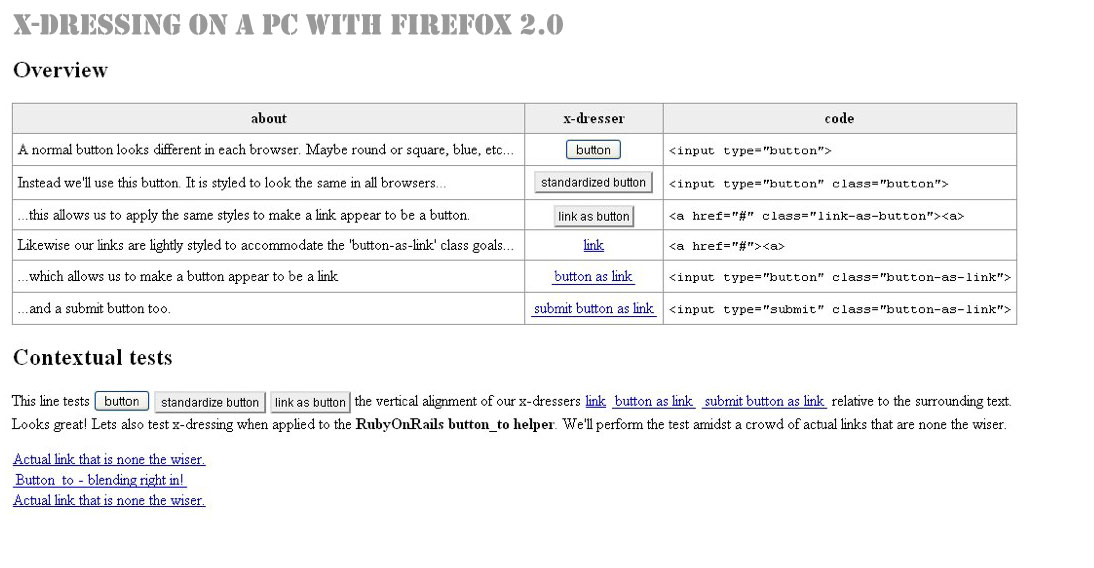 X-DRESSING ON A PC WITH FIREFOX 2.0
Overview
about x-dresser code
A normal button looks different in each browser. Maybe round or square, blue, etc... button <input type="button">
Instead we'll use this button. It is styled to look the same in all browsers... standardized button <input type="button" class="button">
...this allows us to apply the same styles to make a link appear to be a button. link as button <a href="#" class="link-as-button"><a>
Likewise our links are lightly styled to accommodate the 'button-as-link' class goals... link <a href="#"><a>
...which allows us to make a button appear to be a link button as link <input type="button" class="button-as-link">
...and a submit button too. submit button as link <input type="submit" class="button-as-link">
Contextual tests
This line tests button standardize button link as button the vertical alignment of our x-dressers link button as link submit button as link relative to the surrounding text.
Looks great! Lets also test x-dressing when applied to the RubyOnRails button_to helper. We'll perform the test amidst a crowd of actual links that are none the wiser.
Actual link that is none the wiser.
Button_to - blending right in!
Actual link that is none the wiser.